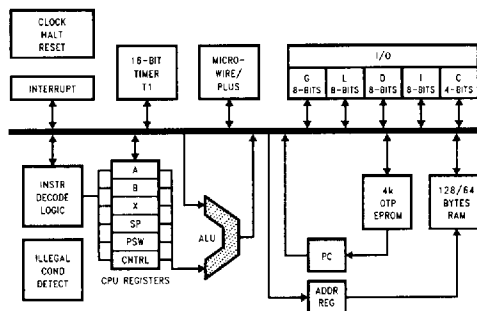 CLOCK
HALT
RESET
INTERRUPT
16-BIT
TIMER
T1
MICRO-
WIRE/
PLUS
I/O
G L D I C
8-BITS 8-BITS 8-BITS 8-BITS 4-BITS
INSTR
DECODE
LOGIC
A
B
X
SP
PSW
CNTRL
CPU REGISTERS
ALU
4k
OTP
EPROM
128/64
BYTES
RAM
PC
ADDR
REG
ILLEGAL
COND
DETECT